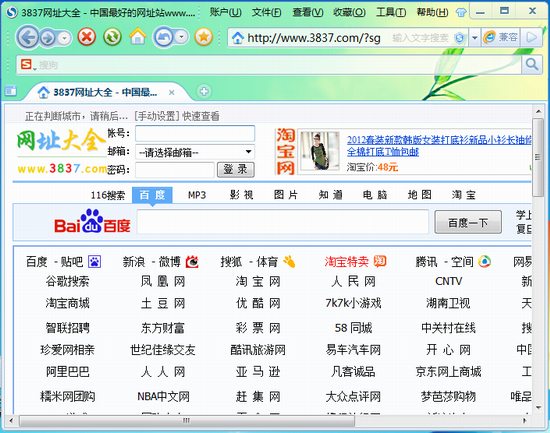 3837网址大全 - 中国最好的网址站www.... 账户(U) 文件(F) 查看(V) 收藏(O) 工具(T) 帮助(H)
http://www.3837.com/?sg 输入文字搜索 兼容
搜狗
3837网址大全 - 中国最...
正在判断城市，请稍后... [手动设置] 快速查看
网址大全
www.3837.com
帐号:
邮箱: --请选择邮箱--
密码: 登 录
淘宝网
2012春装新款韩版女装打底衫新品小衫长袖修
全棉打底T恤包邮
淘宝价:48元
116搜索 百 度 MP3 影 视 图 片 知 道 电 脑 地 图 淘 宝
Bai du 百度 百度一下 学上
夏日
百度 - 贴吧 新浪 - 微博 搜狐 - 体育 淘宝特卖 淘 腾讯 - 空间 网易
谷歌搜索 凤 凰 网 淘 宝 网 人 民 网 CNTV 新
淘宝商城 土 豆 网 优 酷 网 7k7k小游戏 湖南卫视 天
智联招聘 东方财富 彩 票 网 58 同城 中关村在线 搜
珍爱网相亲 世纪佳缘交友 酷讯旅游网 易车汽车网 开 心 网 中国
阿里巴巴 人 人 网 亚 马 逊 凡客诚品 京东网上商城 工
糯米网团购 NBA中文网 赶 集 网 大众点评网 梦芭莎购物 唯品